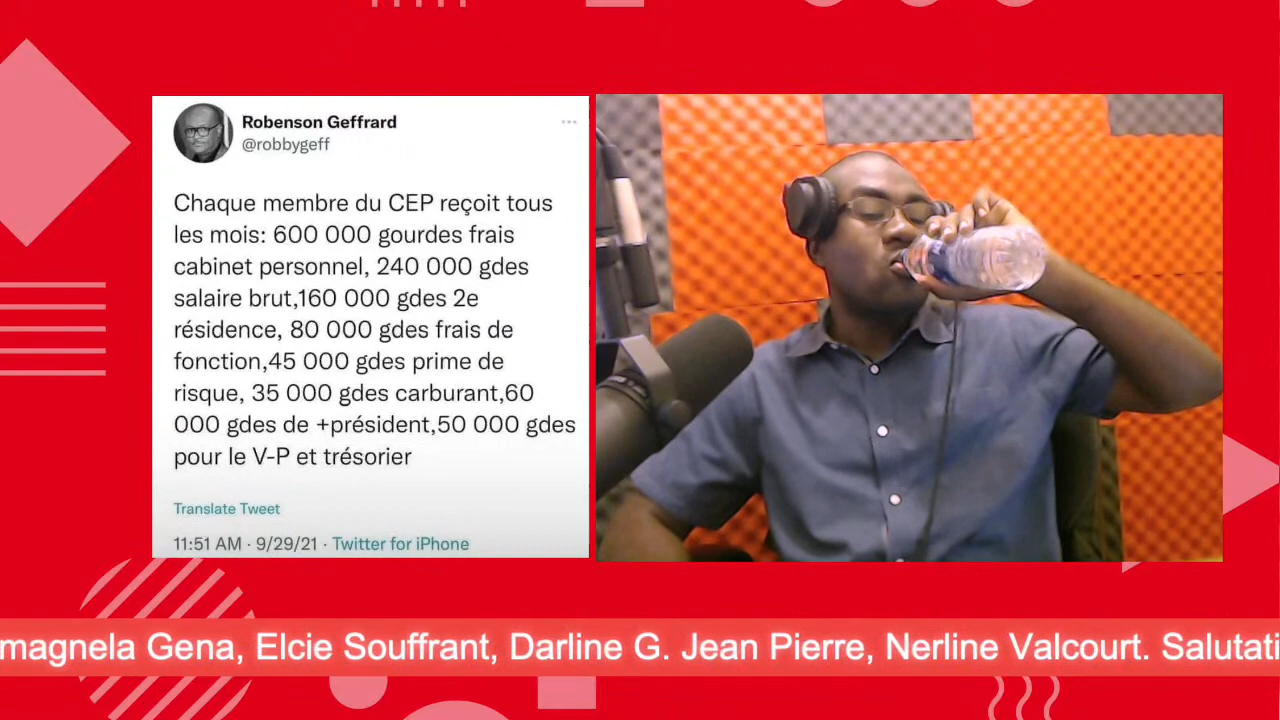 Robenson Geffrard
@robbygeff
Chaque membre du CEP reçoit tous
les mois: 600 000 gourdes frais
cabinet personnel, 240 000 gdes
salaire brut,160 000 gdes 2e
résidence, 80 000 gdes frais de
fonction,45 000 gdes prime de
risque, 35 000 gdes carburant,60
000 gdes de +président,50 000 gdes
pour le V-P et trésorier
Translate Tweet
11:51 AM · 9/29/21 · Twitter for iPhone
magnela Gena, Elcie Souffrant, Darline G. Jean Pierre, Nerline Valcourt. Salutati